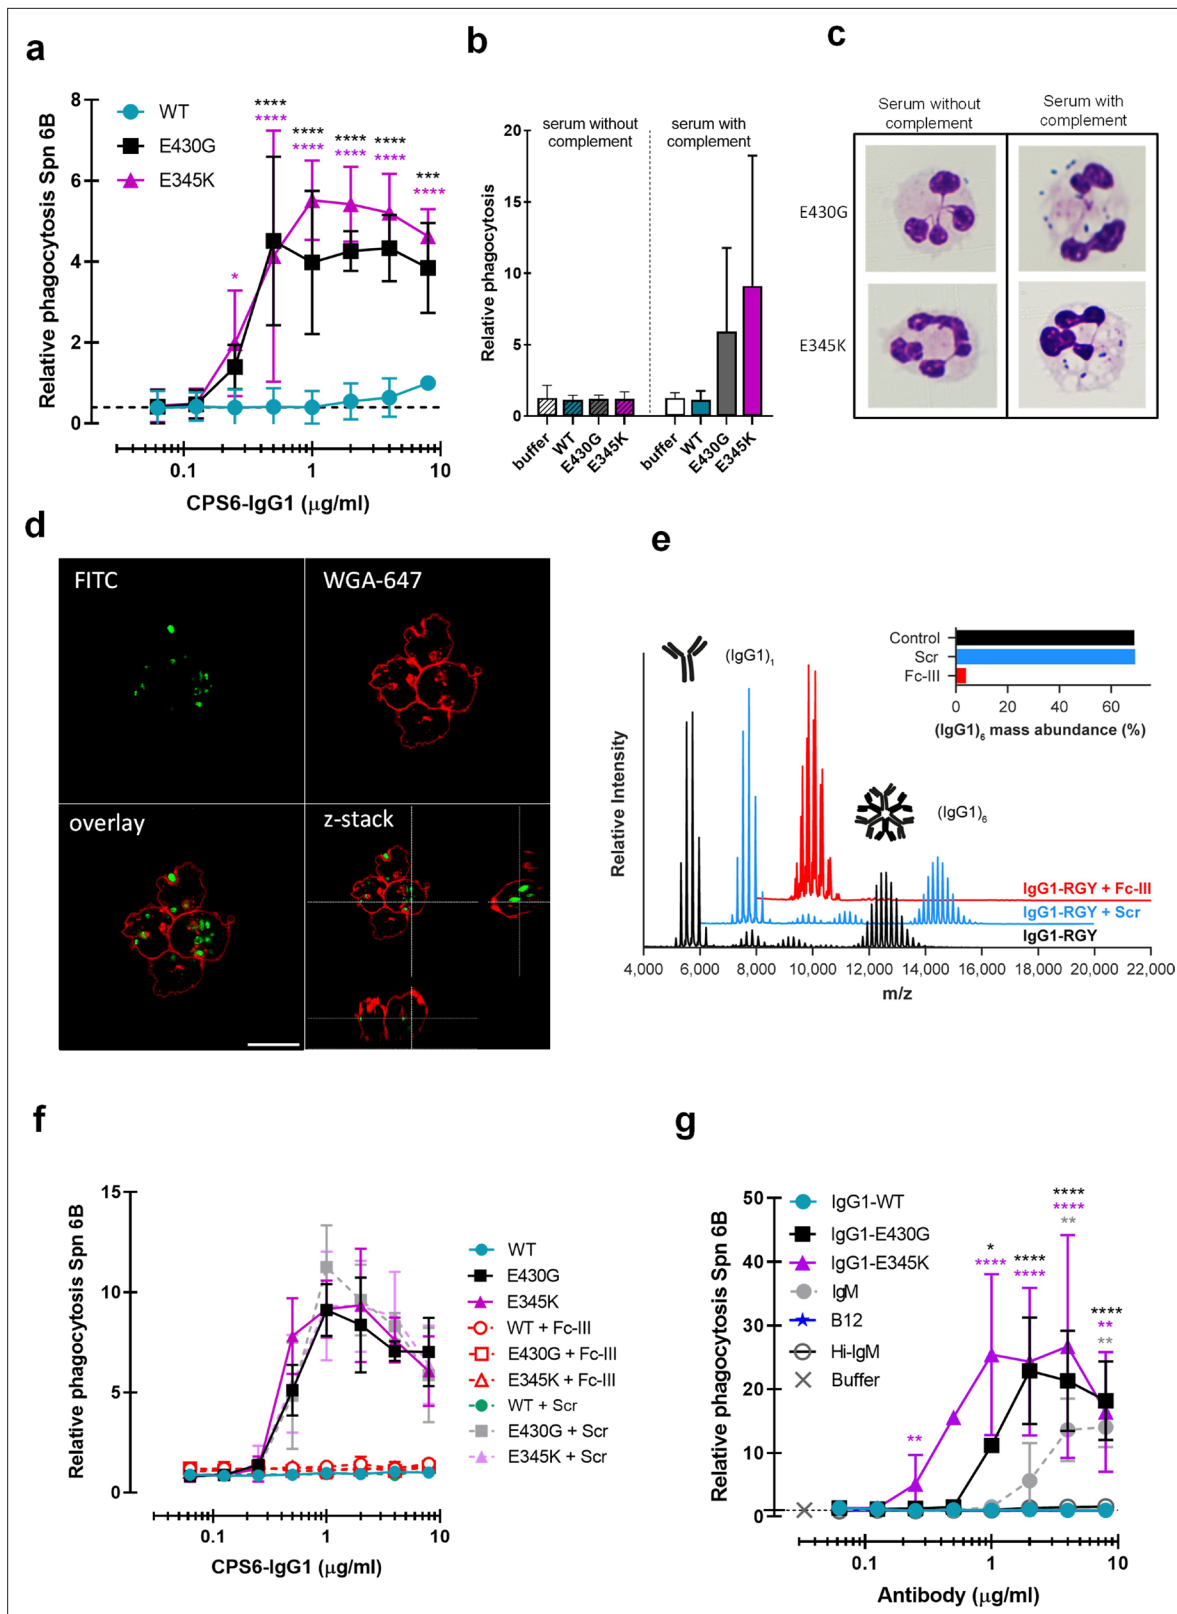 a
Relative phagocytosis Spn 6B
8
6
4
2
0
WT
E430G
E345K
****
****
****
****
***
****
****
****
****
****
*
0.1
1
10
CPS6-IgG1 (μg/ml)
b
Relative phagocytosis
20
15
10
5
0
serum without
complement
serum with
complement
buffer
WT
E430G
E345K
buffer
WT
E430G
E345K
c
Serum without
complement
Serum with
complement
E430G
E345K
d
FITC
WGA-647
overlay
z-stack
e
Relative Intensity
(IgG1)1
(IgG1)6
Control
Scr
Fc-III
0
20
40
60
(IgG1)6 mass abundance (%)
IgG1-RGY + Fc-III
IgG1-RGY + Scr
IgG1-RGY
4,000
6,000
8,000
10,000
12,000
14,000
16,000
18,000
20,000
22,000
m/z
f
Relative phagocytosis Spn 6B
15
10
5
0
WT
E430G
E345K
WT + Fc-III
E430G + Fc-III
E345K + Fc-III
WT + Scr
E430G + Scr
E345K + Scr
0.1
1
10
CPS6-IgG1 (μg/ml)
g
Relative phagocytosis Spn 6B
50
40
30
20
10
0
IgG1-WT
IgG1-E430G
IgG1-E345K
IgM
B12
Hi-IgM
Buffer
**
*
****
****
****
****
****
**
****
**
**
0.1
1
10
Antibody (μg/ml)